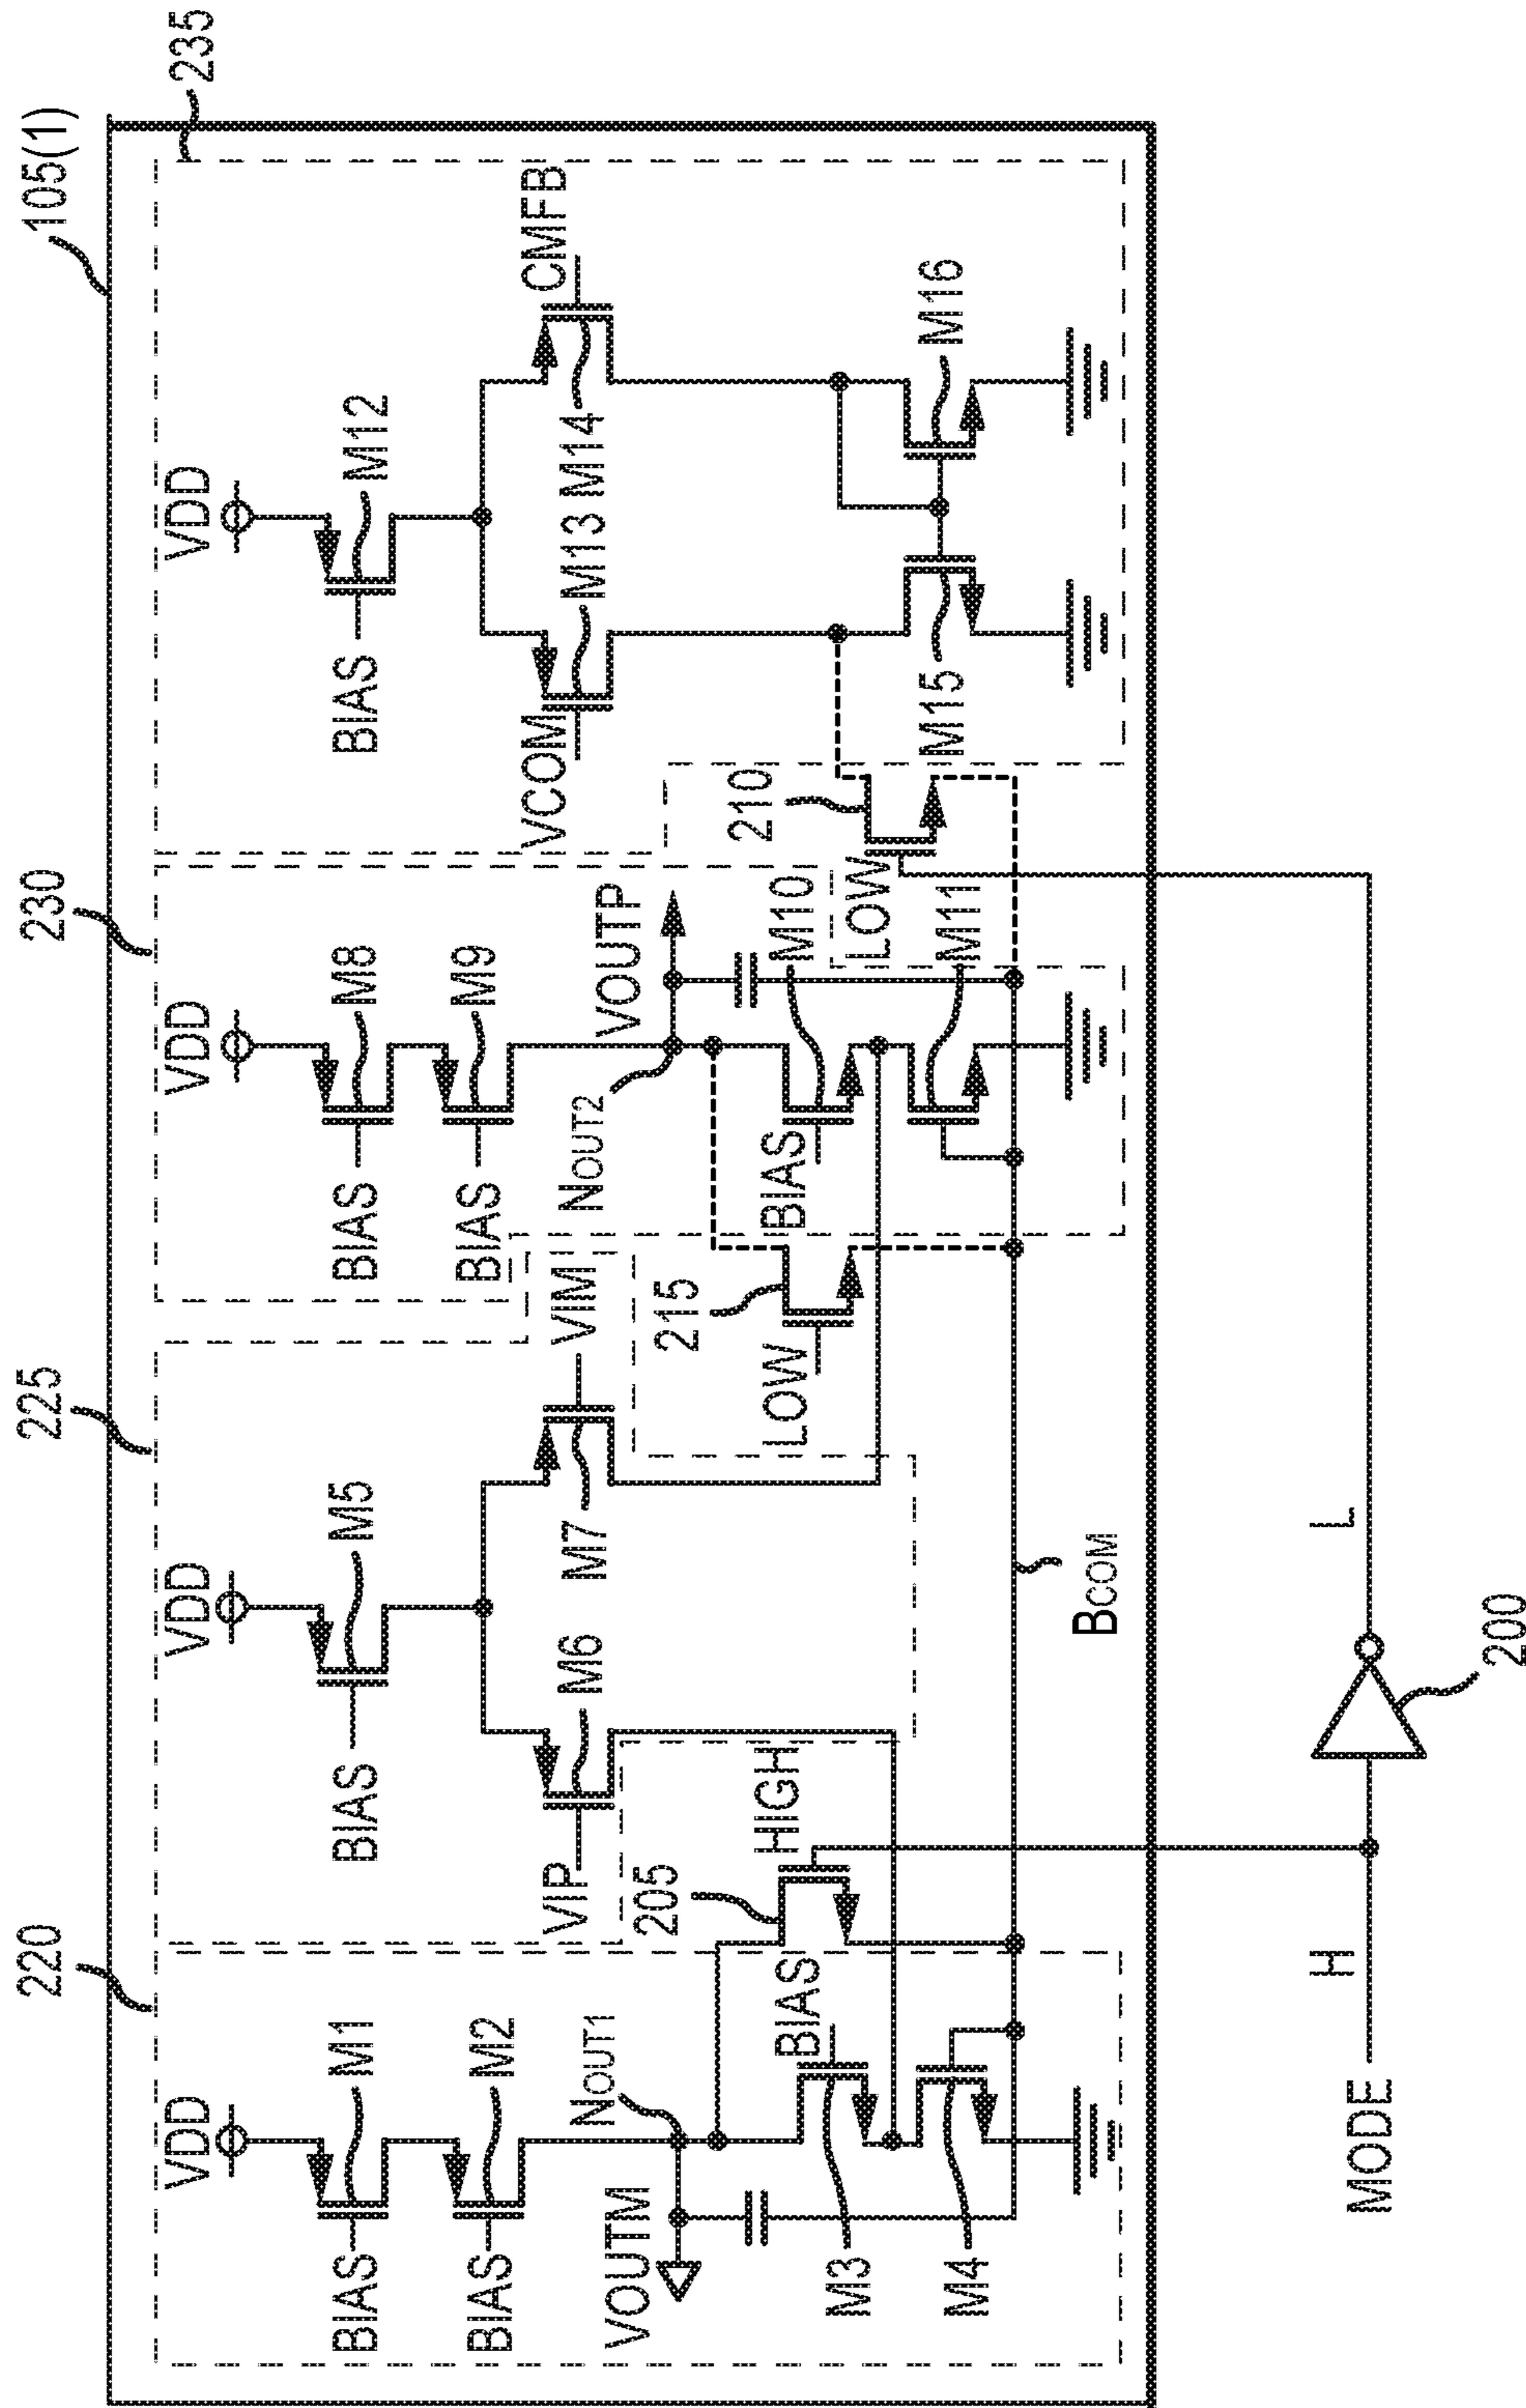 105(1)
220
225
230
235
VDD
M1
BIAS
M2
BIAS
NOUT1
VOUTM
BIAS
M3
M4
VDD
M5
BIAS
M6
VIP
M7
VIM
HIGH
205
VDD
M8
BIAS
M9
BIAS
NOUT2
VOUTP
215
LOW
BIAS
M10
M11
210
LOW
VDD
M12
BIAS
VCOM
M13
M14
CMFB
M15
M16
BCOM
MODE
H
L
200